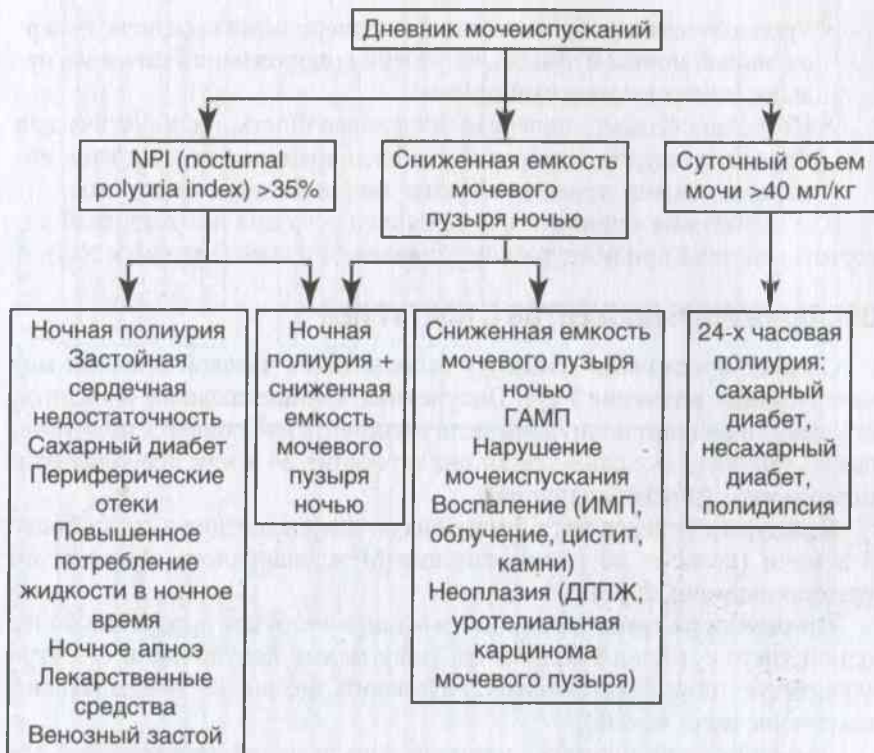 Дневник мочеиспусканий
NPI (nocturnal
polyuria index) >35%
Сниженная емкость
мочевого
пузыря ночью
Суточный объем
мочи >40 мл/кг
Ночная полиурия
Застойная
сердечная
недостаточность
Сахарный диабет
Периферические
отеки
Повышенное
потребление
жидкости в ночное
время
Ночное апноэ
Лекарственные
средства
Венозный застой
Ночная
полиурия +
сниженная
емкость
мочевого
пузыря
ночью
Сниженная емкость
мочевого пузыря
ночью
ГАМП
Нарушение
мочеиспускания
Воспаление (ИМП,
облучение, цистит,
камни)
Неоплазия (ДГПЖ,
уротелиальная
карцинома
мочевого пузыря)
24-х часовая
полиурия:
сахарный
диабет,
несахарный
диабет,
полидипсия